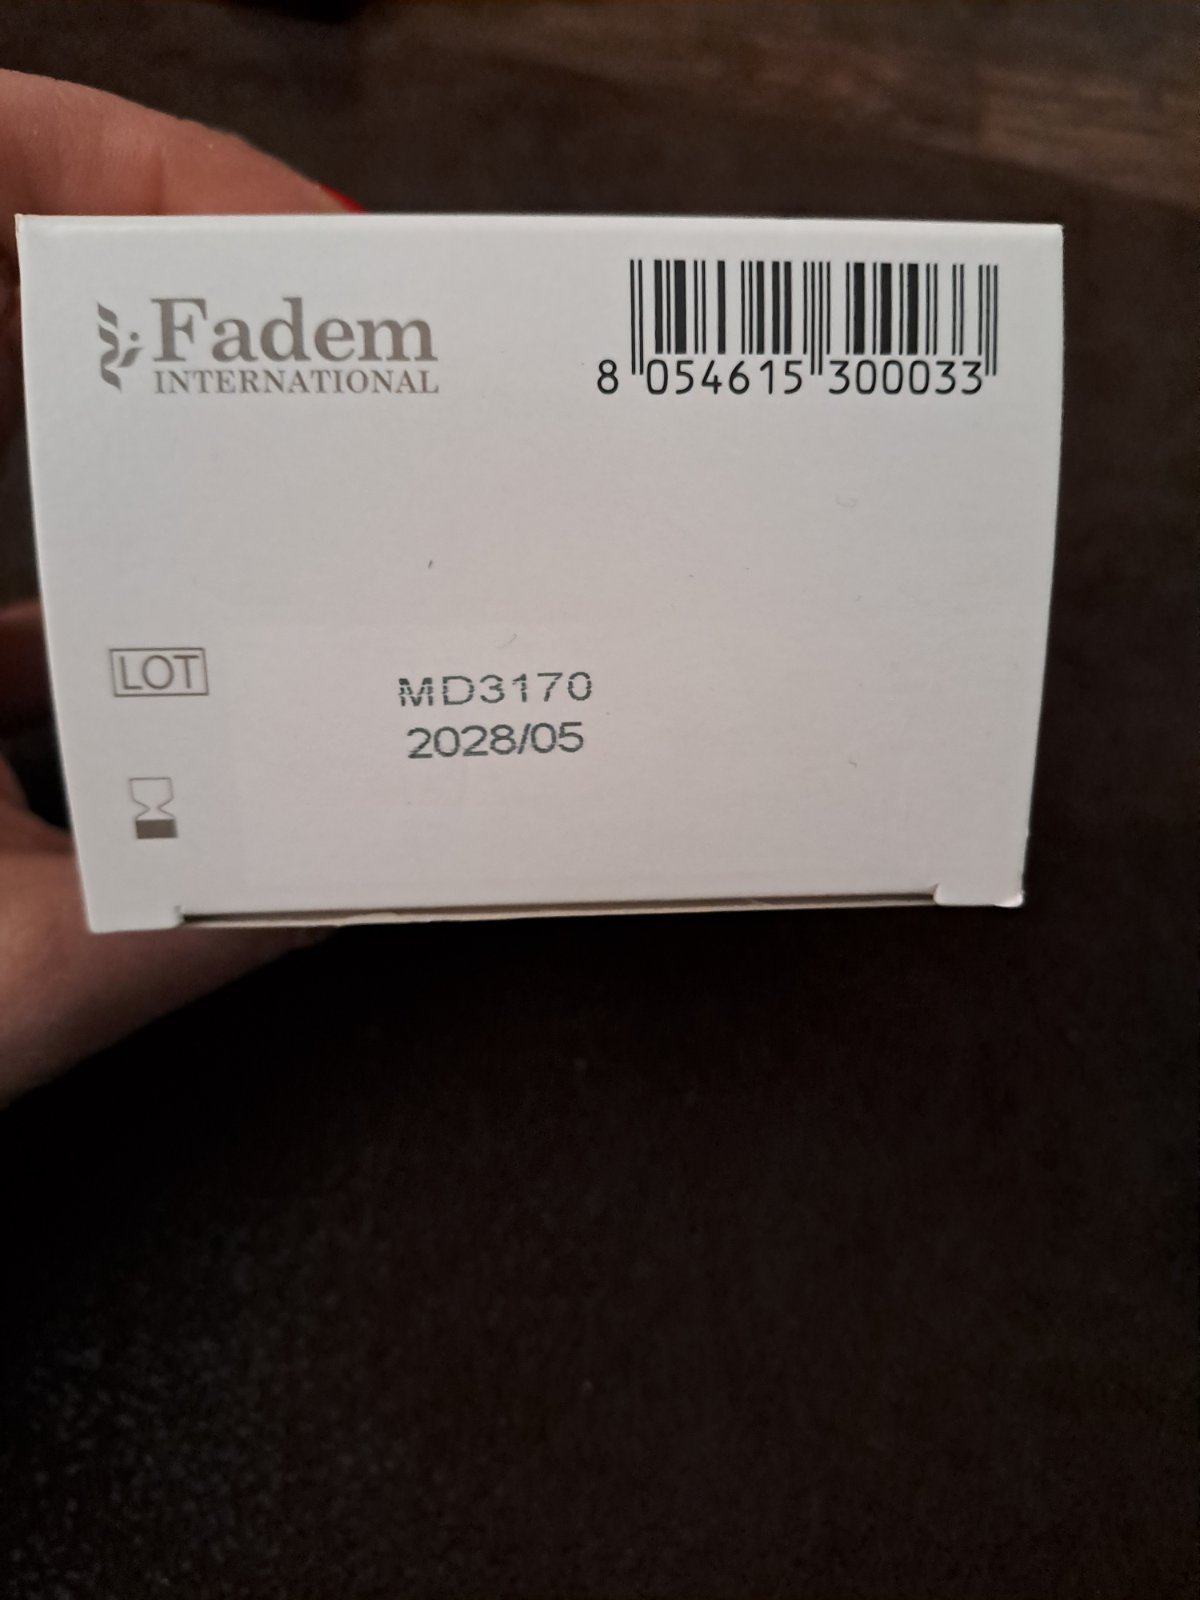 Fadem
INTERNATIONAL
8 054615 300033
LOT
MD3170
2028/05